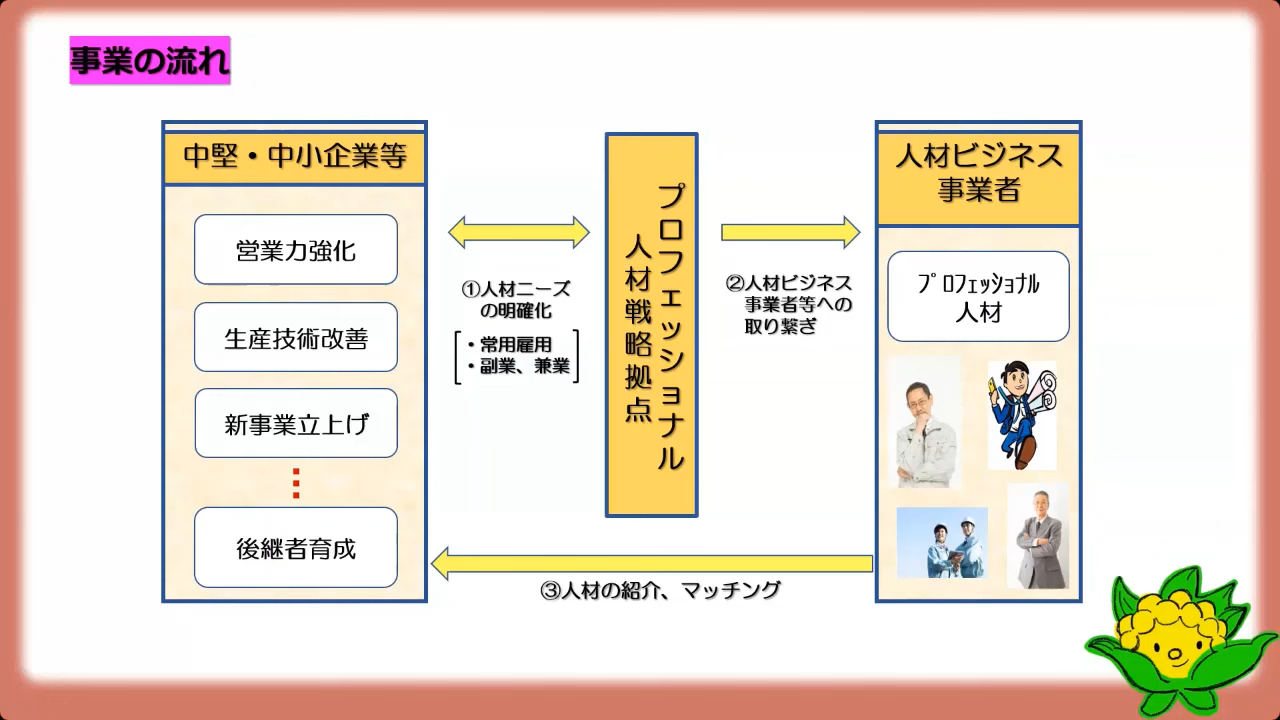 事業の流れ
中堅・中小企業等
営業力強化
生産技術改善
新事業立上げ
後継者育成
①人材ニーズ
の明確化
・常用雇用
・副業、兼業
プロフェッショナル
人材戦略拠点
②人材ビジネス
事業者等への
取り繋ぎ
人材ビジネス
事業者
ﾌﾟﾛﾌｪｯｼｮﾅﾙ
人材
③人材の紹介、マッチング